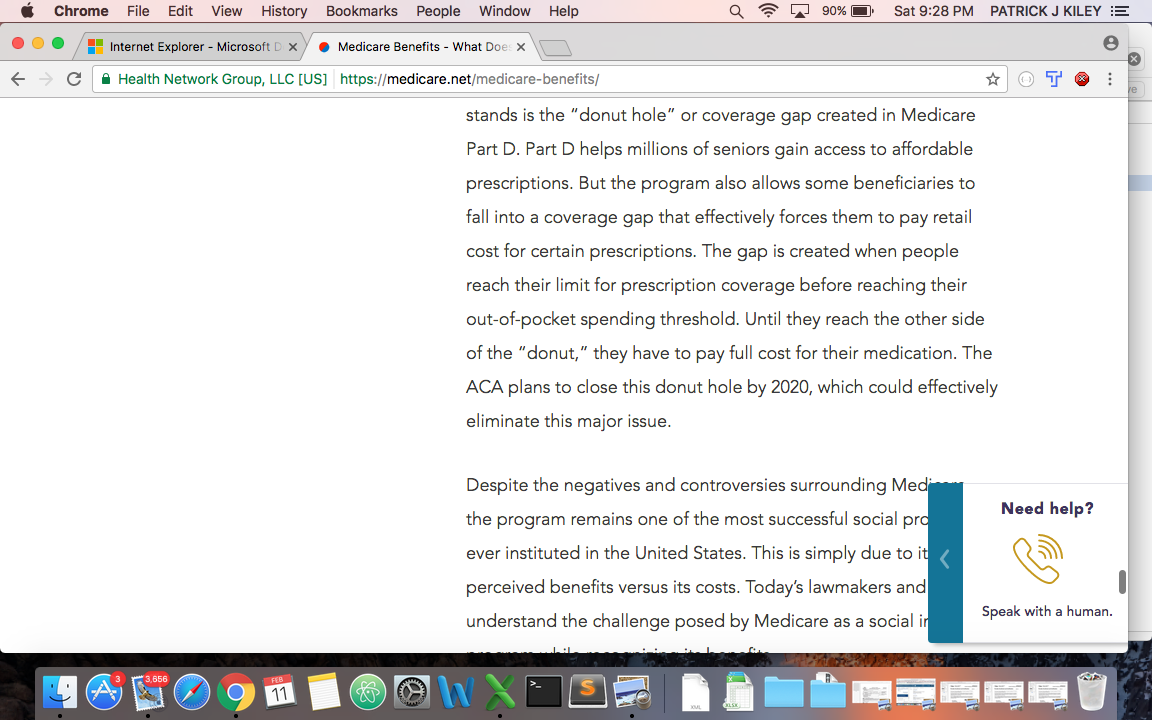 Chrome File Edit View History Bookmarks People Window Help 90% Sat 9:28 PM PATRICK J KILEY
Internet Explorer - Microsoft D Medicare Benefits - What Doe
Health Network Group, LLC [US] https://medicare.net/medicare-benefits/
stands is the “donut hole” or coverage gap created in Medicare
Part D. Part D helps millions of seniors gain access to affordable
prescriptions. But the program also allows some beneficiaries to
fall into a coverage gap that effectively forces them to pay retail
cost for certain prescriptions. The gap is created when people
reach their limit for prescription coverage before reaching their
out-of-pocket spending threshold. Until they reach the other side
of the “donut,” they have to pay full cost for their medication. The
ACA plans to close this donut hole by 2020, which could effectively
eliminate this major issue.
Despite the negatives and controversies surrounding Medicare,
the program remains one of the most successful social pro
ever instituted in the United States. This is simply due to it
perceived benefits versus its costs. Today’s lawmakers and
understand the challenge posed by Medicare as a social in
program while recognizing its benefits.
Need help?
Speak with a human.
3
3,656
FEB
11
XML
XLSX